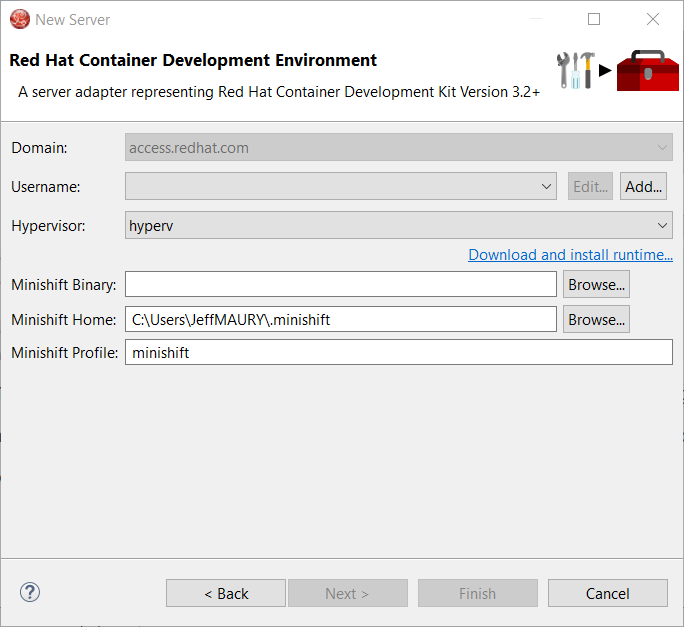 New Server
Red Hat Container Development Environment
A server adapter representing Red Hat Container Development Kit Version 3.2+
Domain: access.redhat.com
Username: Edit... Add...
Hypervisor: hyperv
Download and install runtime...
Minishift Binary: Browse...
Minishift Home: C:\Users\JeffMAURY\.minishift Browse...
Minishift Profile: minishift
? < Back Next > Finish Cancel